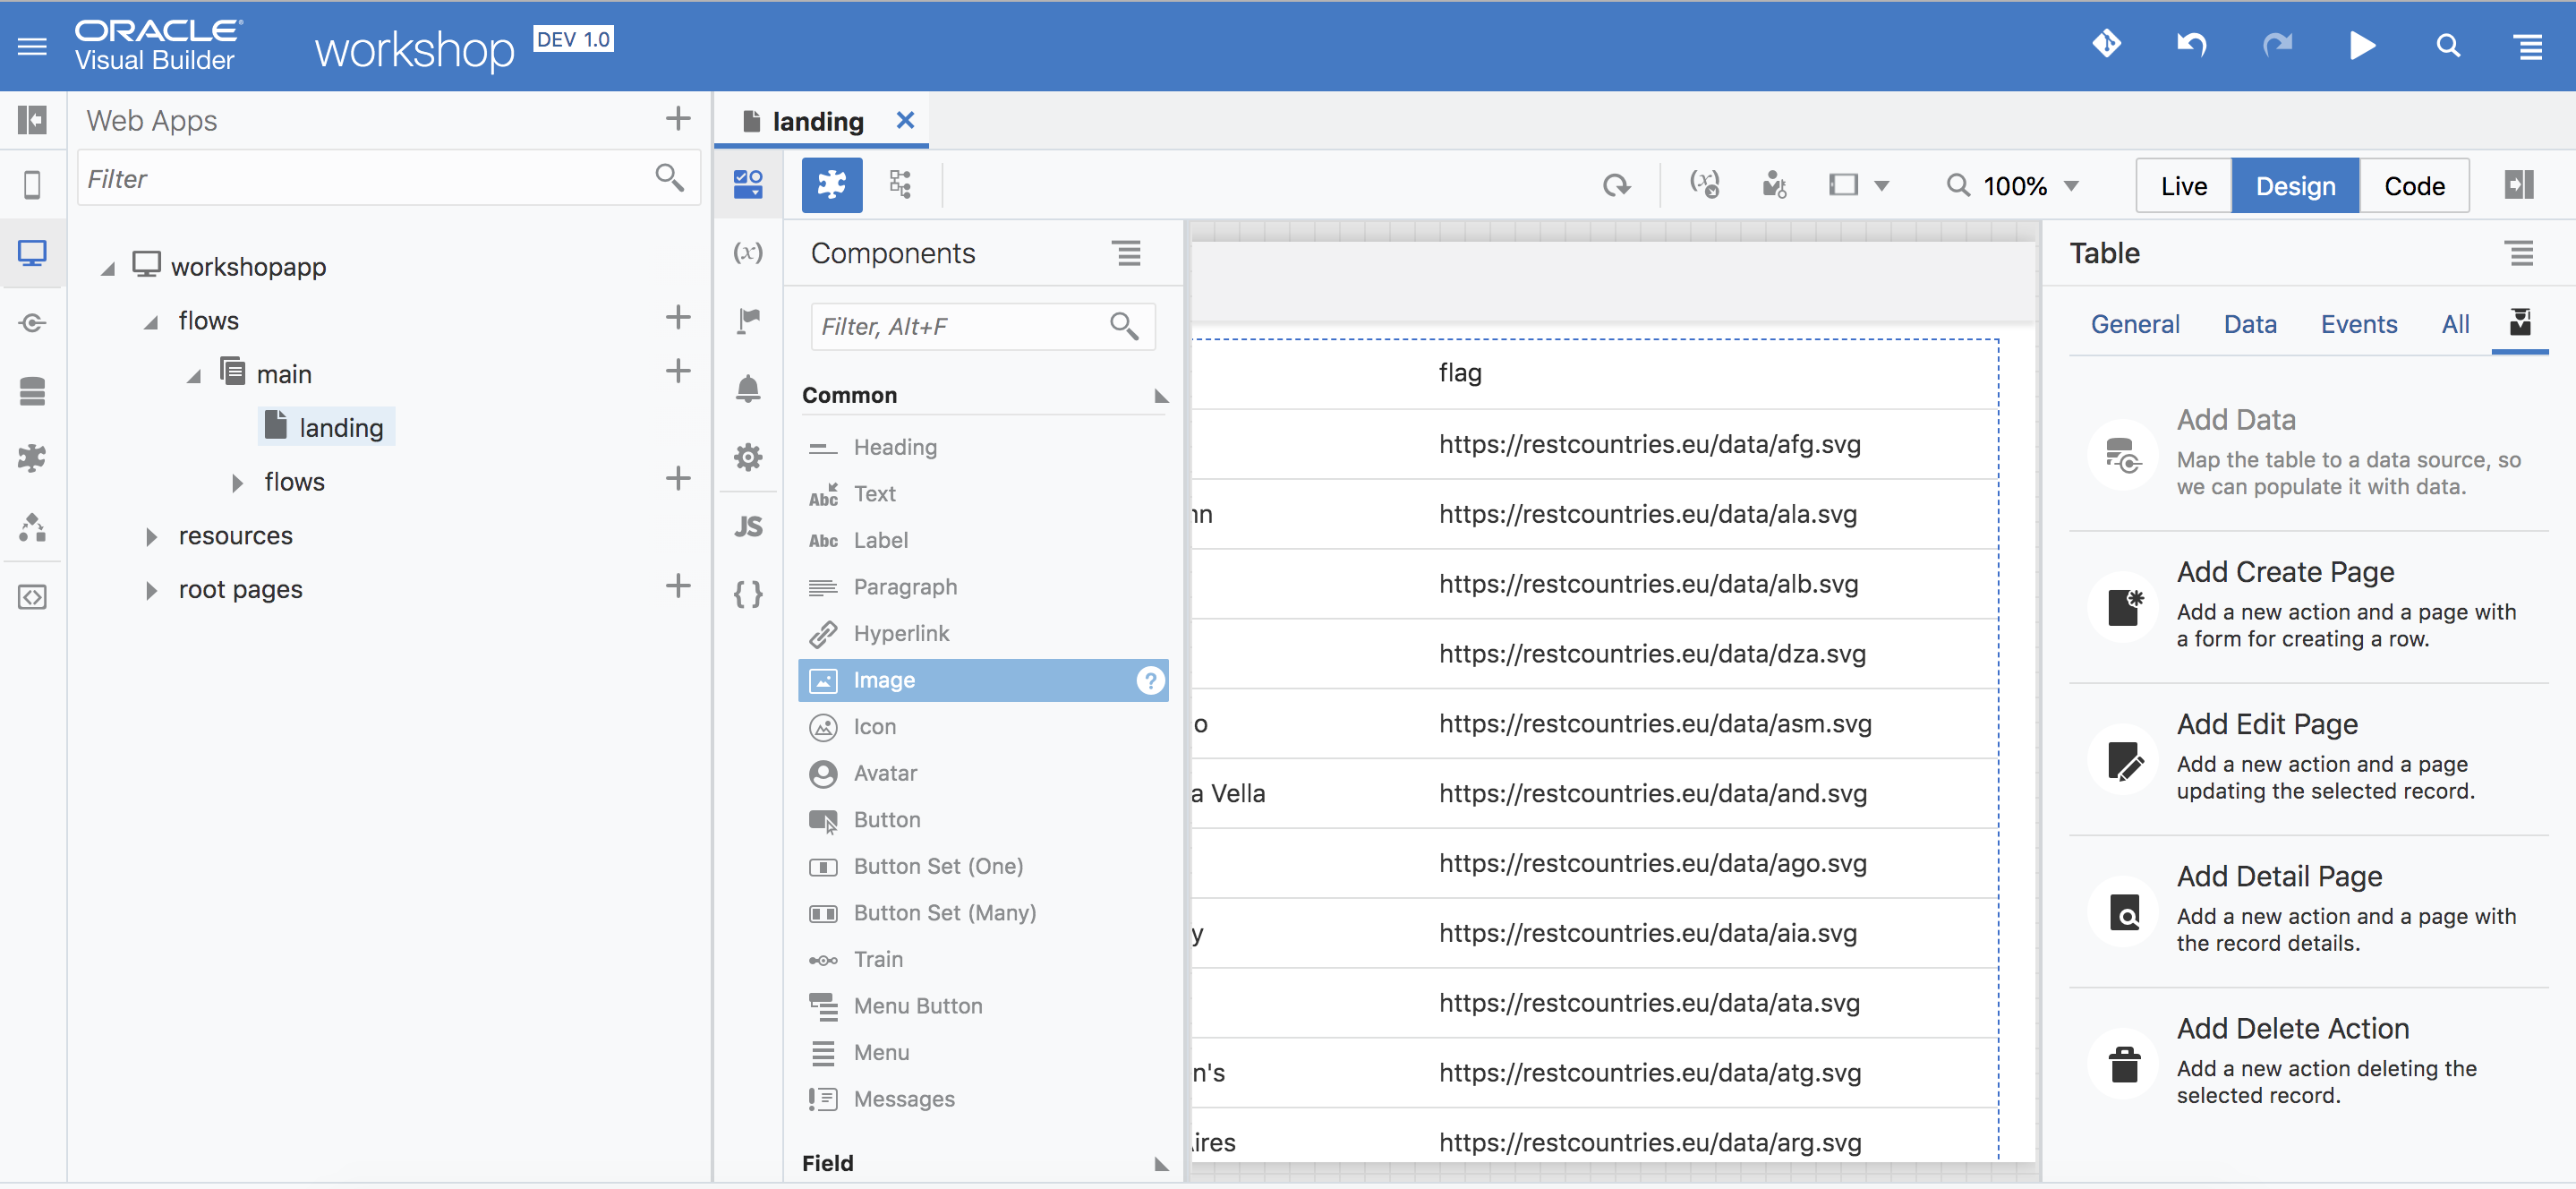 ORACLE
Visual Builder
workshop
DEV 1.0
Web Apps
Filter
workshopapp
flows
main
landing
flows
resources
root pages
landing
100%
Live
Design
Code
(x)
JS
{ }
Components
Filter, Alt+F
Common
Heading
Abc Text
Abc Label
Paragraph
Hyperlink
Image ?
Icon
Avatar
Button
Button Set (One)
Button Set (Many)
Train
Menu Button
Menu
Messages
Field
flag
https://restcountries.eu/data/afg.svg
nn https://restcountries.eu/data/ala.svg
https://restcountries.eu/data/alb.svg
https://restcountries.eu/data/dza.svg
o https://restcountries.eu/data/asm.svg
a Vella https://restcountries.eu/data/and.svg
https://restcountries.eu/data/ago.svg
y https://restcountries.eu/data/aia.svg
https://restcountries.eu/data/ata.svg
n's https://restcountries.eu/data/atg.svg
Aires https://restcountries.eu/data/arg.svg
Table
General
Data
Events
All
Add Data
Map the table to a data source, so
we can populate it with data.
Add Create Page
Add a new action and a page with
a form for creating a row.
Add Edit Page
Add a new action and a page
updating the selected record.
Add Detail Page
Add a new action and a page with
the record details.
Add Delete Action
Add a new action deleting the
selected record.